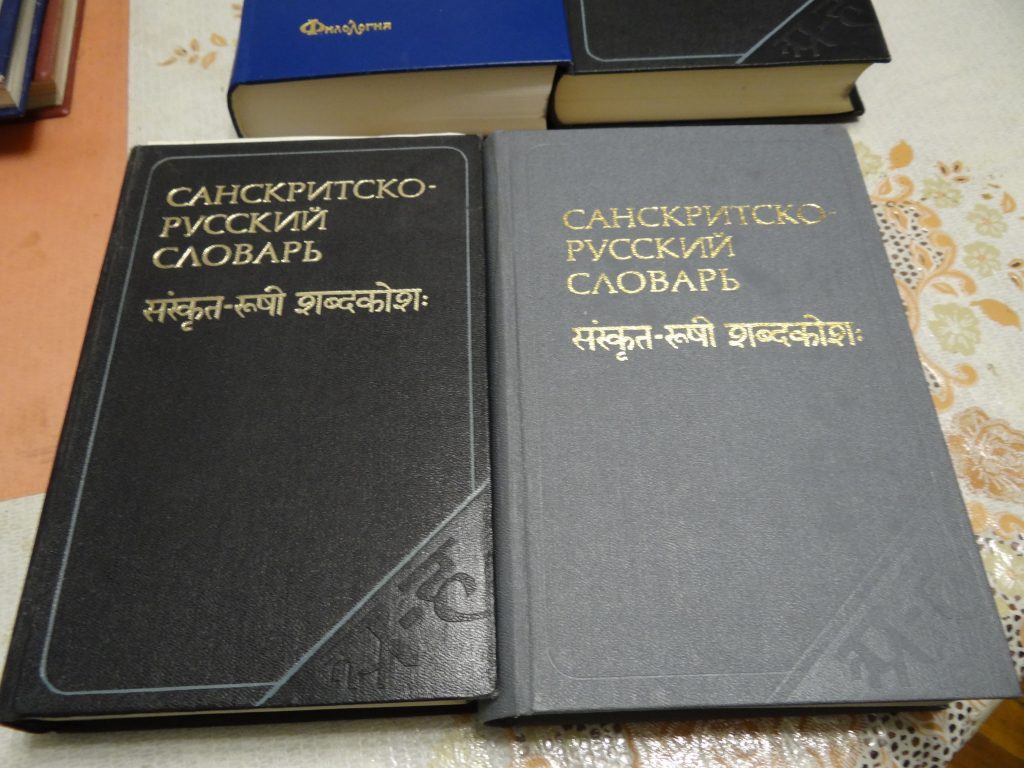 Филология
САНСКРИТСКО-
РУССКИЙ
СЛОВАРЬ
संस्कृत-रूषी शब्दकोशः
САНСКРИТСКО-
РУССКИЙ
СЛОВАРЬ
संस्कृत-रूषी शब्दकोशः